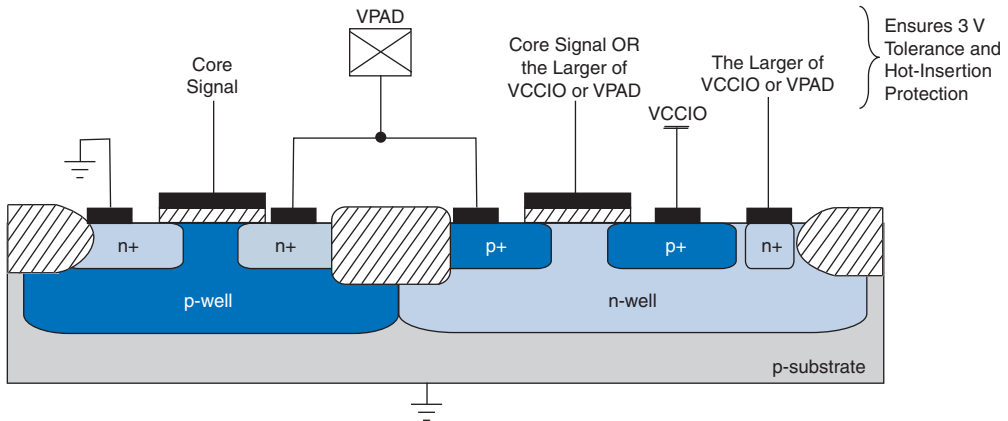 VPAD
Core
Signal
Core Signal OR
the Larger of
VCCIO or VPAD
VCCIO
The Larger of
VCCIO or VPAD
Ensures 3 V
Tolerance and
Hot-Insertion
Protection
n+
n+
p+
p+
n+
p-well
n-well
p-substrate